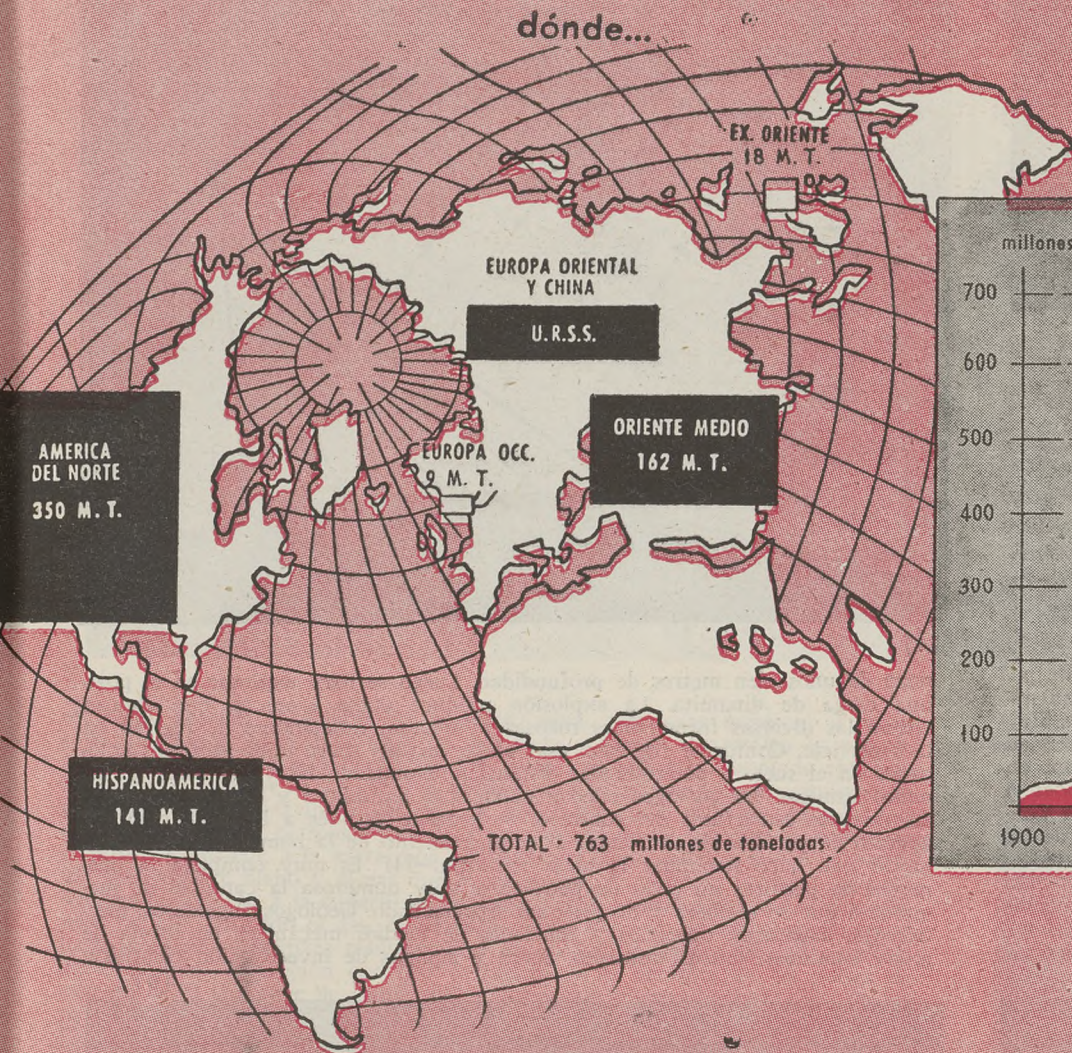 dónde...
EX. ORIENTE
18 M. T.
EUROPA ORIENTAL
Y CHINA
U.R.S.S.
AMERICA
DEL NORTE
350 M. T.
EUROPA OCC.
9 M. T.
ORIENTE MEDIO
162 M. T.
HISPANOAMERICA
141 M. T.
TOTAL · 763 millones de toneladas
millones
700
600
500
400
300
200
100
1900